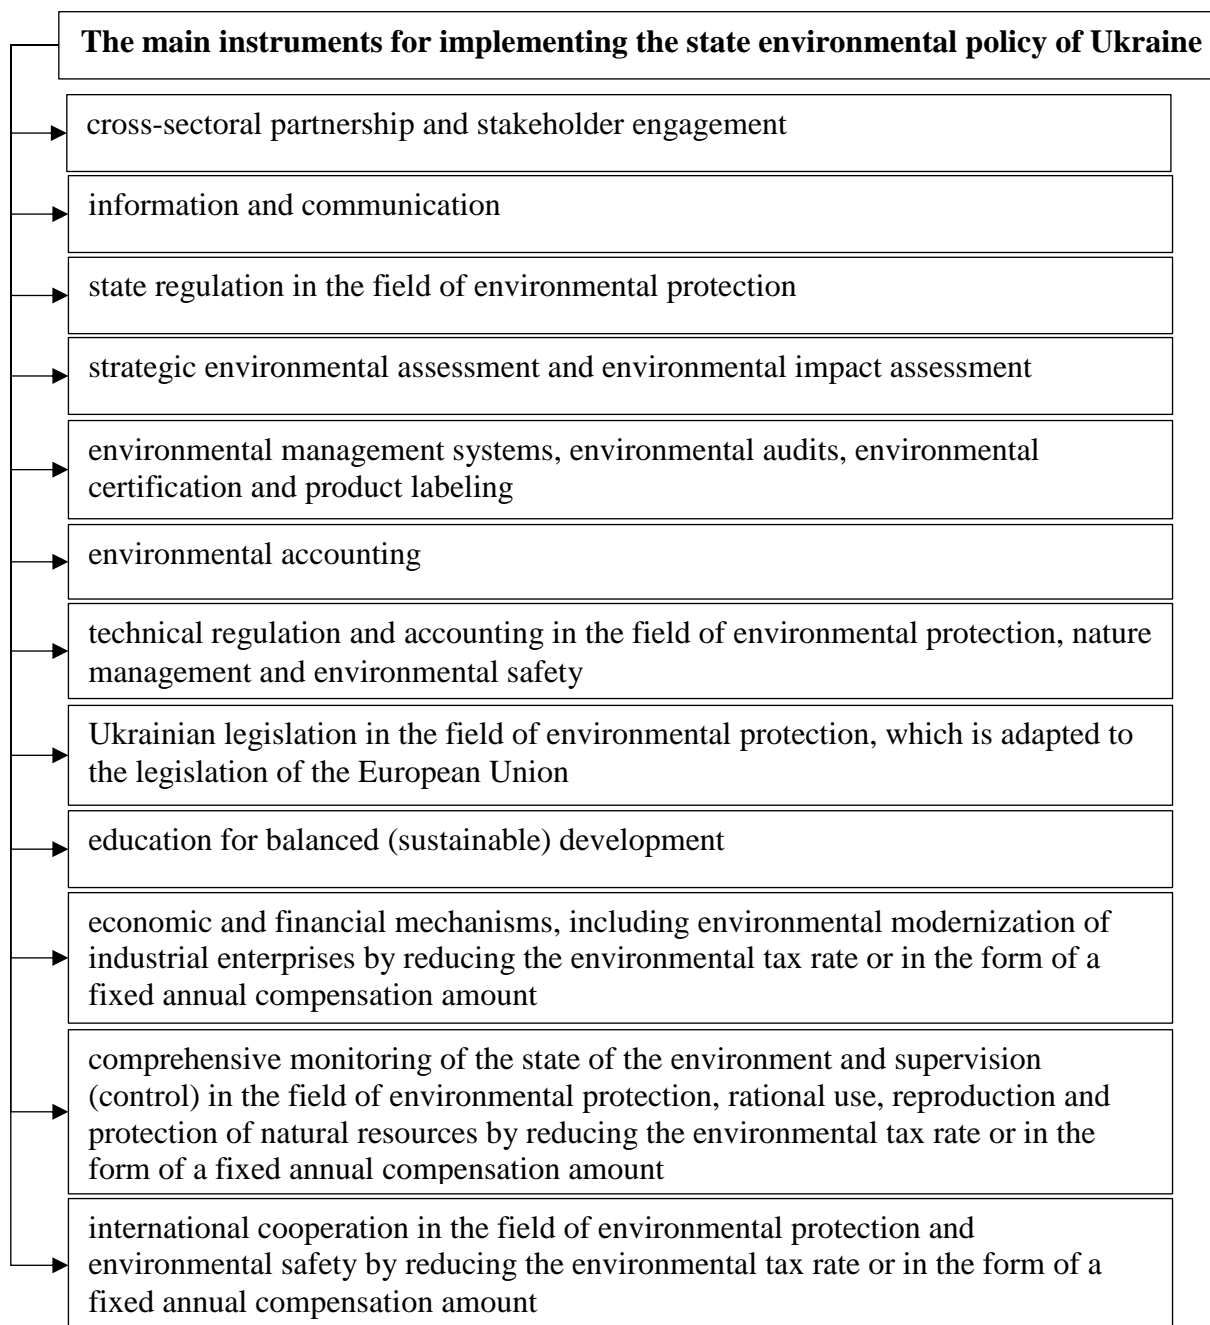 The main instruments for implementing the state environmental policy of Ukraine
cross-sectoral partnership and stakeholder engagement
information and communication
state regulation in the field of environmental protection
strategic environmental assessment and environmental impact assessment
environmental management systems, environmental audits, environmental
certification and product labeling
environmental accounting
technical regulation and accounting in the field of environmental protection, nature
management and environmental safety
Ukrainian legislation in the field of environmental protection, which is adapted to
the legislation of the European Union
education for balanced (sustainable) development
economic and financial mechanisms, including environmental modernization of
industrial enterprises by reducing the environmental tax rate or in the form of a
fixed annual compensation amount
comprehensive monitoring of the state of the environment and supervision
(control) in the field of environmental protection, rational use, reproduction and
protection of natural resources by reducing the environmental tax rate or in the
form of a fixed annual compensation amount
international cooperation in the field of environmental protection and
environmental safety by reducing the environmental tax rate or in the form of a
fixed annual compensation amount